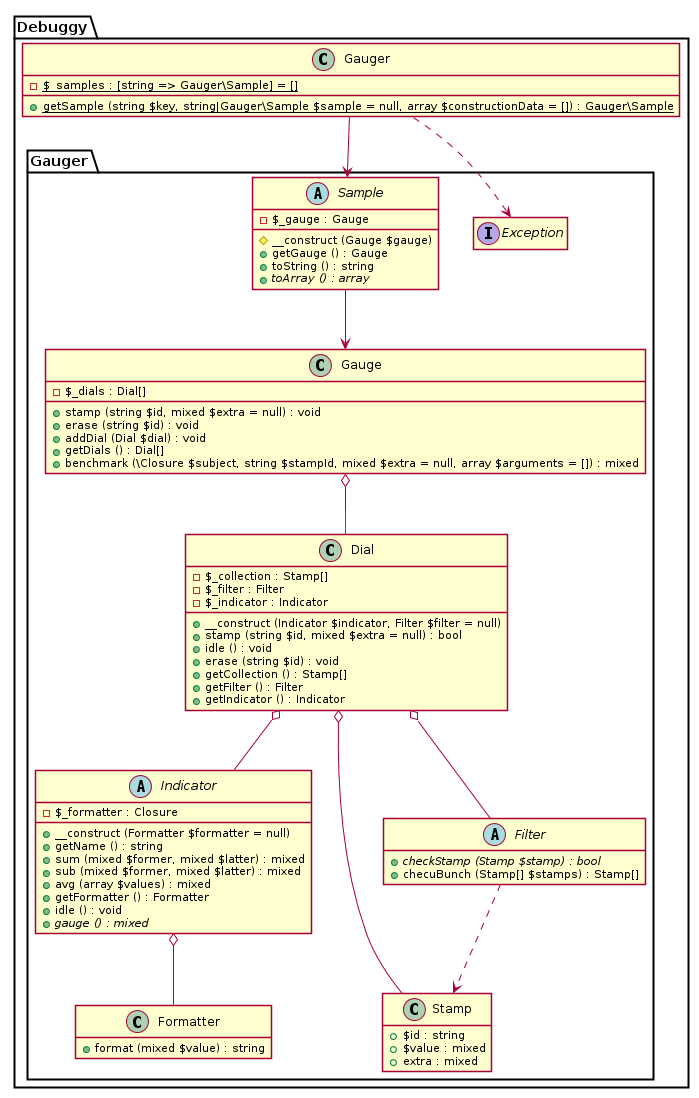 Debuggy
C Gauger
$_samples : [string => Gauger\Sample] = []
getSample (string $key, string|Gauger\Sample $sample = null, array $constructionData = []) : Gauger\Sample
Gauger
A Sample
$_gauge : Gauge
__construct (Gauge $gauge)
getGauge () : Gauge
toString () : string
toArray () : array
I Exception
C Gauge
$_dials : Dial[]
stamp (string $id, mixed $extra = null) : void
erase (string $id) : void
addDial (Dial $dial) : void
getDials () : Dial[]
benchmark (\Closure $subject, string $stampId, mixed $extra = null, array $arguments = []) : mixed
C Dial
$_collection : Stamp[]
$_filter : Filter
$_indicator : Indicator
__construct (Indicator $indicator, Filter $filter = null)
stamp (string $id, mixed $extra = null) : bool
idle () : void
erase (string $id) : void
getCollection () : Stamp[]
getFilter () : Filter
getIndicator () : Indicator
A Indicator
$_formatter : Closure
__construct (Formatter $formatter = null)
getName () : string
sum (mixed $former, mixed $latter) : mixed
sub (mixed $former, mixed $latter) : mixed
avg (array $values) : mixed
getFormatter () : Formatter
idle () : void
gauge () : mixed
A Filter
checkStamp (Stamp $stamp) : bool
checuBunch (Stamp[] $stamps) : Stamp[]
C Formatter
format (mixed $value) : string
C Stamp
$id : string
$value : mixed
extra : mixed